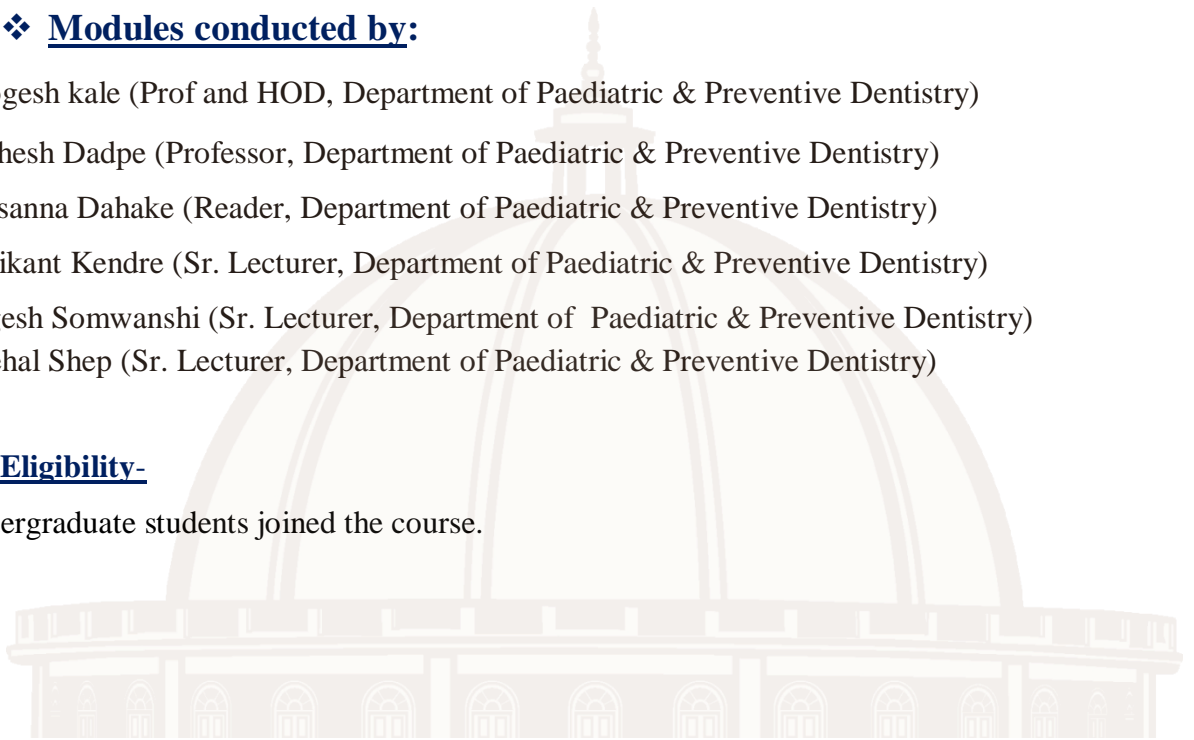 ❖ Modules conducted by:
ogesh kale (Prof and HOD, Department of Paediatric & Preventive Dentistry)
hesh Dadpe (Professor, Department of Paediatric & Preventive Dentistry)
sanna Dahake (Reader, Department of Paediatric & Preventive Dentistry)
ikant Kendre (Sr. Lecturer, Department of Paediatric & Preventive Dentistry)
gesh Somwanshi (Sr. Lecturer, Department of Paediatric & Preventive Dentistry)
ehal Shep (Sr. Lecturer, Department of Paediatric & Preventive Dentistry)
Eligibility-
ergraduate students joined the course.